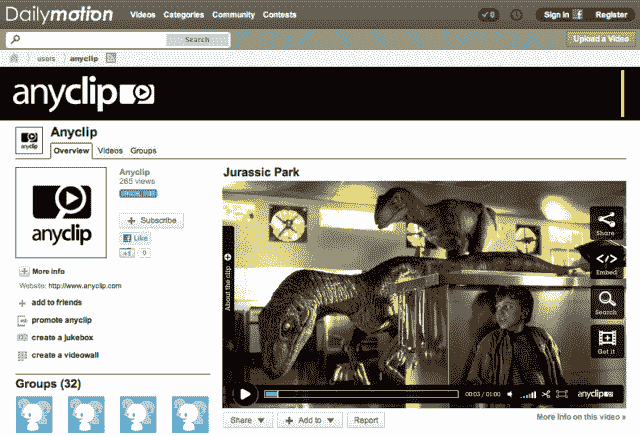 Dailymotion Videos Categories Community Contests 0 Sign in Register
Search Upload a Video
users anyclip
anyclip
Anyclip
Overview Videos Groups
anyclip
Anyclip
265 views
+ Subscribe
Like
0
More info
Website: http://www.anyclip.com
add to friends
promote anyclip
create a jukebox
create a videowall
Groups (32)
Jurassic Park
About the clip
Share
Embed
Search
Get it
00:03 / 01:00 anyclip
Share Add to Report
More Info on this video »